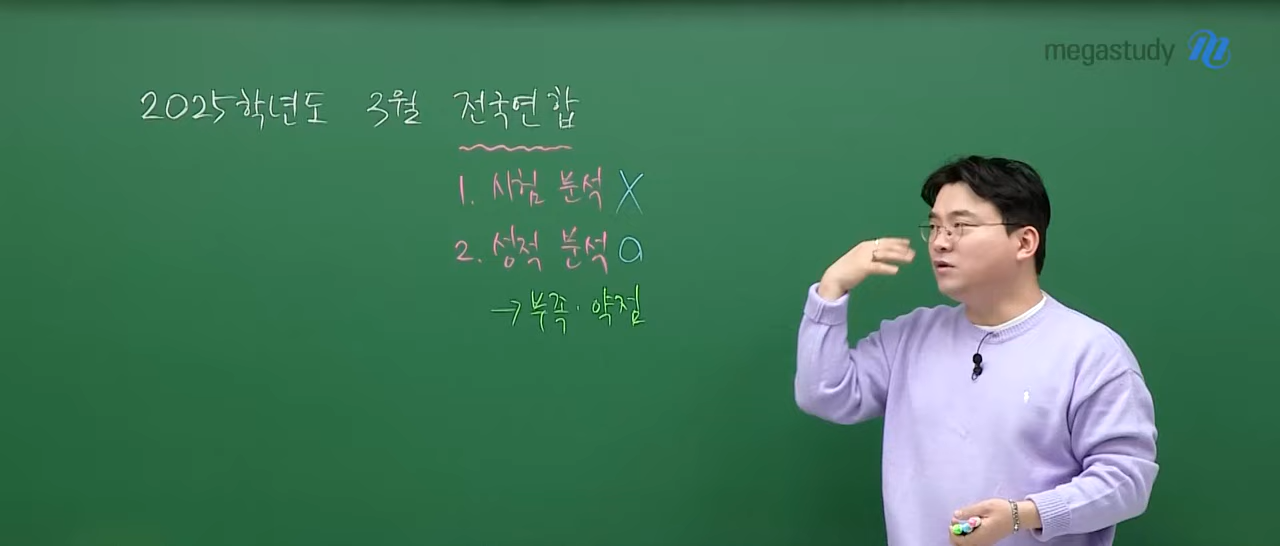 megastudy
2025학년도 3월 전국연합
1. 시험 분석 X
2. 성적 분석 O
→ 부족·약점